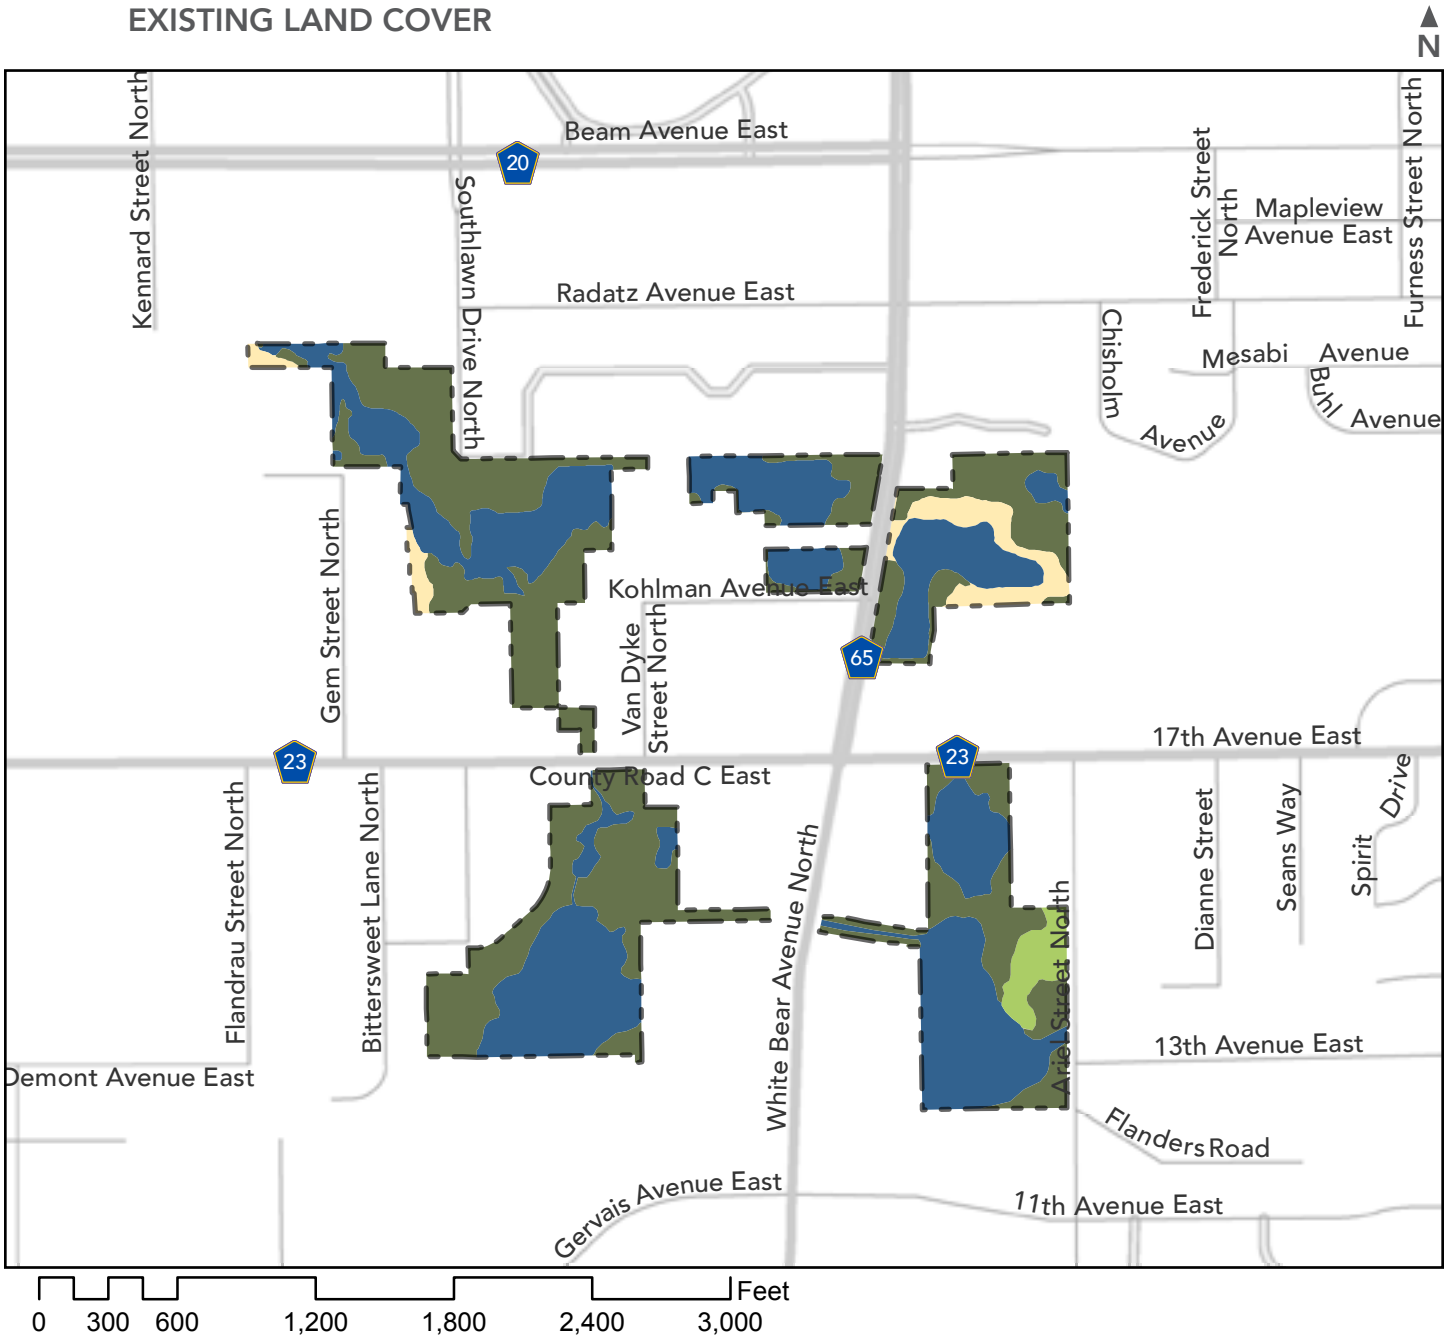 EXISTING LAND COVER
N
Kennard Street North
Beam Avenue East
20
Southlawn Drive North
Frederick Street
North
Mapleview
Avenue East
Furness Street North
Radatz Avenue East
Chisholm
Avenue
Mesabi Avenue
Buhl
Avenue
Gem Street North
Kohlman Avenue East
Van Dyke
Street North
65
23
County Road C East
23
17th Avenue East
Flandrau Street North
Bittersweet Lane North
White Bear Avenue North
Ariel Street North
Dianne Street
Seans Way
Spirit
Drive
Demont Avenue East
13th Avenue East
Flanders Road
Gervais Avenue East
11th Avenue East
Feet
0 300 600 1,200 1,800 2,400 3,000